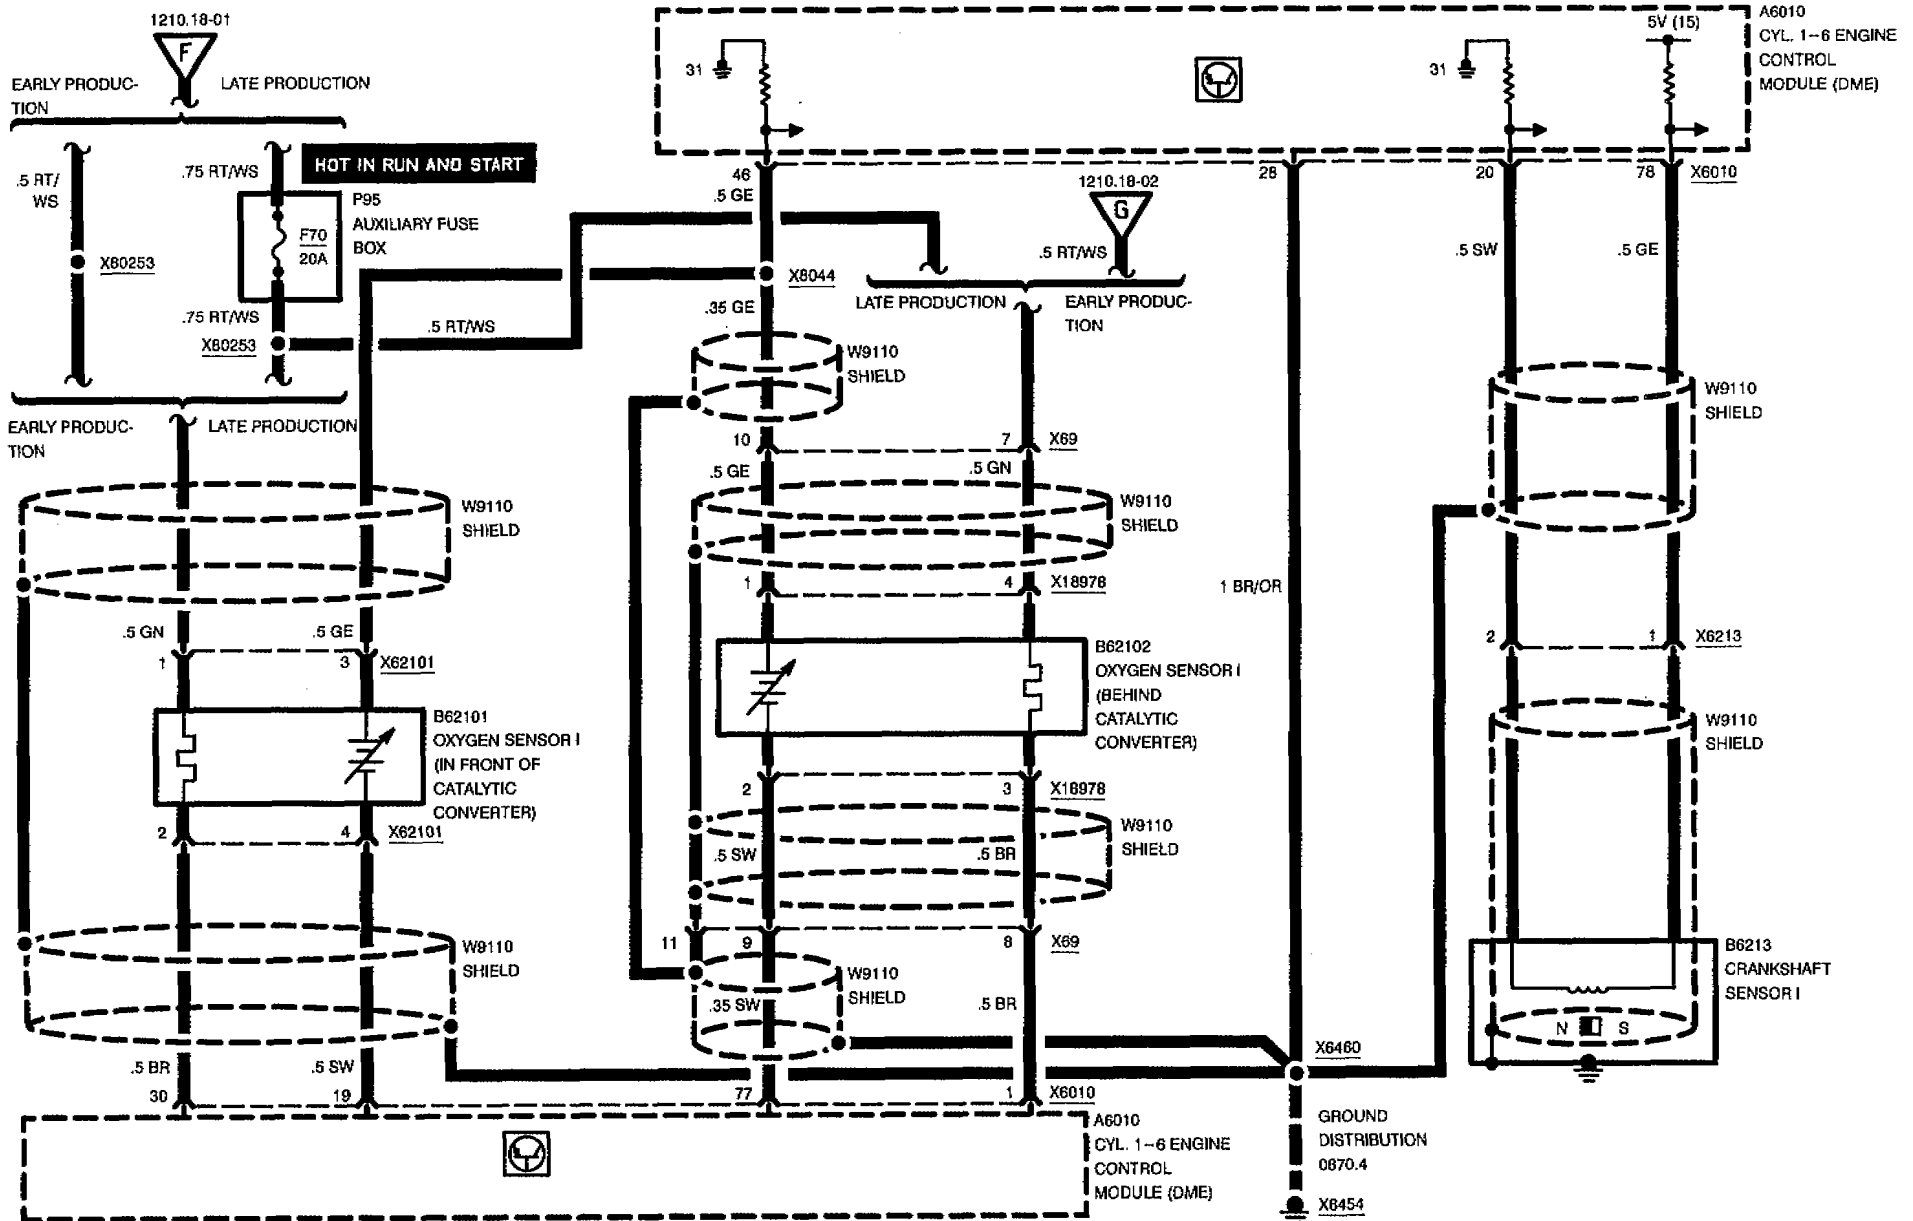 1210.18-01
F
EARLY PRODUC-
TION
LATE PRODUCTION
.5 RT/
WS
X80253
.75 RT/WS
HOT IN RUN AND START
P95
AUXILIARY FUSE
BOX
F70
20A
.75 RT/WS
X80253
.5 RT/WS
EARLY PRODUC-
TION
LATE PRODUCTION
W9110
SHIELD
.5 GN
.5 GE
1
3
X62101
B62101
OXYGEN SENSOR I
(IN FRONT OF
CATALYTIC
CONVERTER)
2
4
X62101
W9110
SHIELD
.5 BR
.5 SW
30
19
77
1
X6010
A6010
CYL. 1-6 ENGINE
CONTROL
MODULE (DME)
31
31
5V (15)
A6010
CYL. 1-6 ENGINE
CONTROL
MODULE (DME)
46
28
20
78
X6010
.5 GE
1210.18-02
G
.5 RT/WS
X8044
LATE PRODUCTION
EARLY PRODUC-
TION
.35 GE
W9110
SHIELD
10
7
X69
.5 GE
.5 GN
W9110
SHIELD
1
4
X18978
B62102
OXYGEN SENSOR I
(BEHIND
CATALYTIC
CONVERTER)
2
3
X18978
W9110
SHIELD
.5 SW
.5 BR
11
9
8
X69
W9110
SHIELD
.35 SW
.5 BR
1 BR/OR
X6460
GROUND
DISTRIBUTION
0870.4
X6454
.5 SW
.5 GE
W9110
SHIELD
2
1
X6213
W9110
SHIELD
B6213
CRANKSHAFT
SENSOR I
N
S